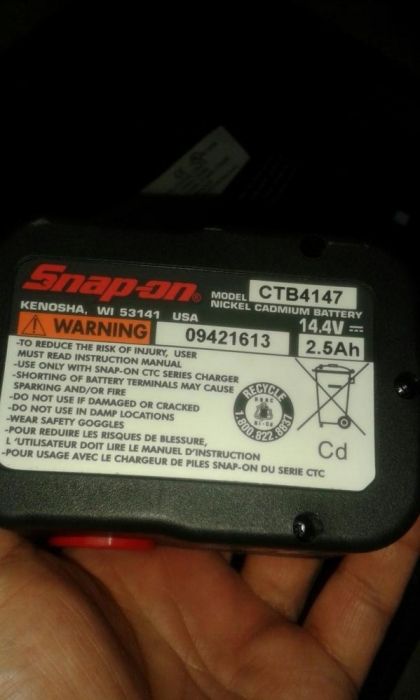 Snap-on®
MODEL CTB4147
KENOSHA, WI 53141 USA
NICKEL CADMIUM BATTERY
⚠ WARNING
09421613
14.4V ⎓
2.5Ah
-TO REDUCE THE RISK OF INJURY, USER
MUST READ INSTRUCTION MANUAL
-USE ONLY WITH SNAP-ON CTC SERIES CHARGER
-SHORTING OF BATTERY TERMINALS MAY CAUSE
SPARKING AND/OR FIRE
-DO NOT USE IF DAMAGED OR CRACKED
-DO NOT USE IN DAMP LOCATIONS
-WEAR SAFETY GOGGLES
-POUR REDUIRE LES RISQUES DE BLESSURE,
L 'UTILISATEUR DOIT LIRE LE MANUEL D'INSTRUCTION
-POUR USAGE AVEC LE CHARGEUR DE PILES SNAP-ON DU SERIE CTC
RECYCLE
RBRC
NI-CD
1.800.822.8837
Cd